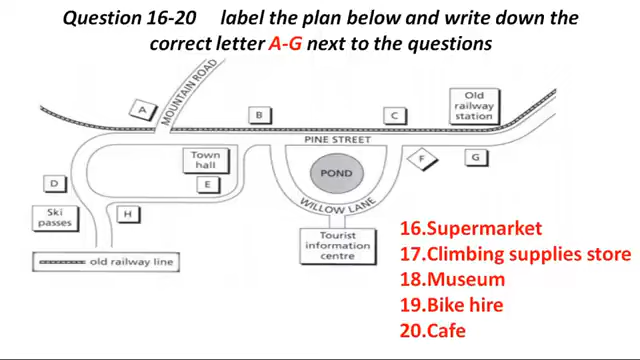 Question 16-20 label the plan below and write down the
correct letter A-G next to the questions
MOUNTAIN ROAD
A
B
C
Old
railway
station
PINE STREET
Town
hall
POND
F
G
D
E
WILLOW LANE
Ski
passes
H
Tourist
information
centre
old railway line
16.Supermarket
17.Climbing supplies store
18.Museum
19.Bike hire
20.Cafe